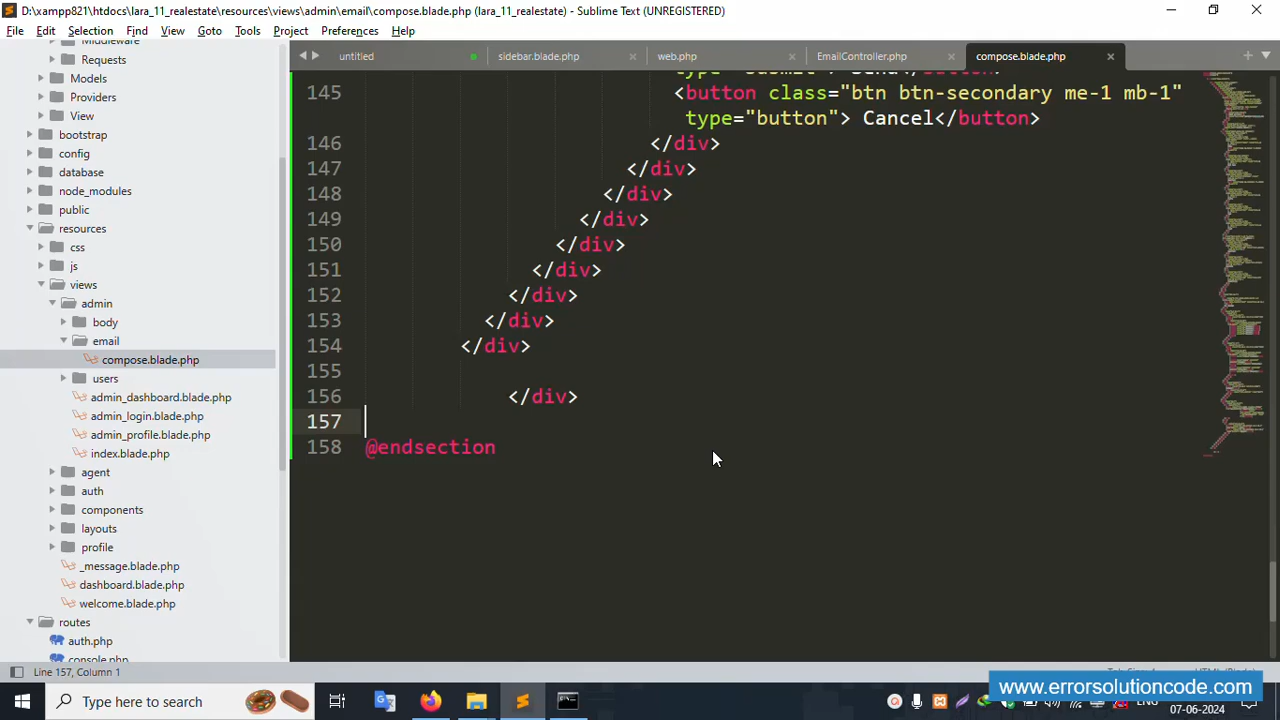 D:\xampp821\htdocs\lara_11_realestate\resources\views\admin\email\compose.blade.php (lara_11_realestate) - Sublime Text (UNREGISTERED)
File Edit Selection Find View Goto Tools Project Preferences Help
untitled sidebar.blade.php web.php EmailController.php compose.blade.php
Middleware
Requests
Models
Providers
View
bootstrap
config
database
node_modules
public
resources
css
js
views
admin
body
email
compose.blade.php
users
admin_dashboard.blade.php
admin_login.blade.php
admin_profile.blade.php
index.blade.php
agent
auth
components
layouts
profile
_message.blade.php
dashboard.blade.php
welcome.blade.php
routes
auth.php
console.php
type="submit"> Send</button>
145 <button class="btn btn-secondary me-1 mb-1"
type="button"> Cancel</button>
146 </div>
147 </div>
148 </div>
149 </div>
150 </div>
151 </div>
152 </div>
153 </div>
154 </div>
155
156 </div>
157
158 @endsection
Line 157, Column 1
Type here to search
www.errorsolutioncode.com
07-06-2024